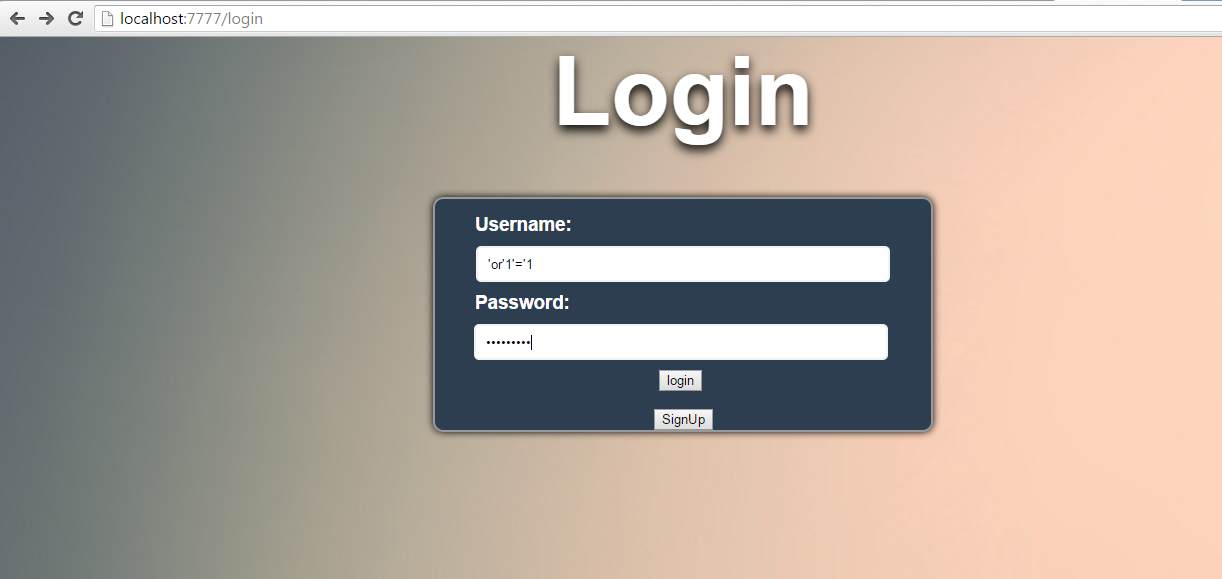 localhost:7777/login
Login
Username:
'or'1'='1
Password:
•••••••••
login
SignUp